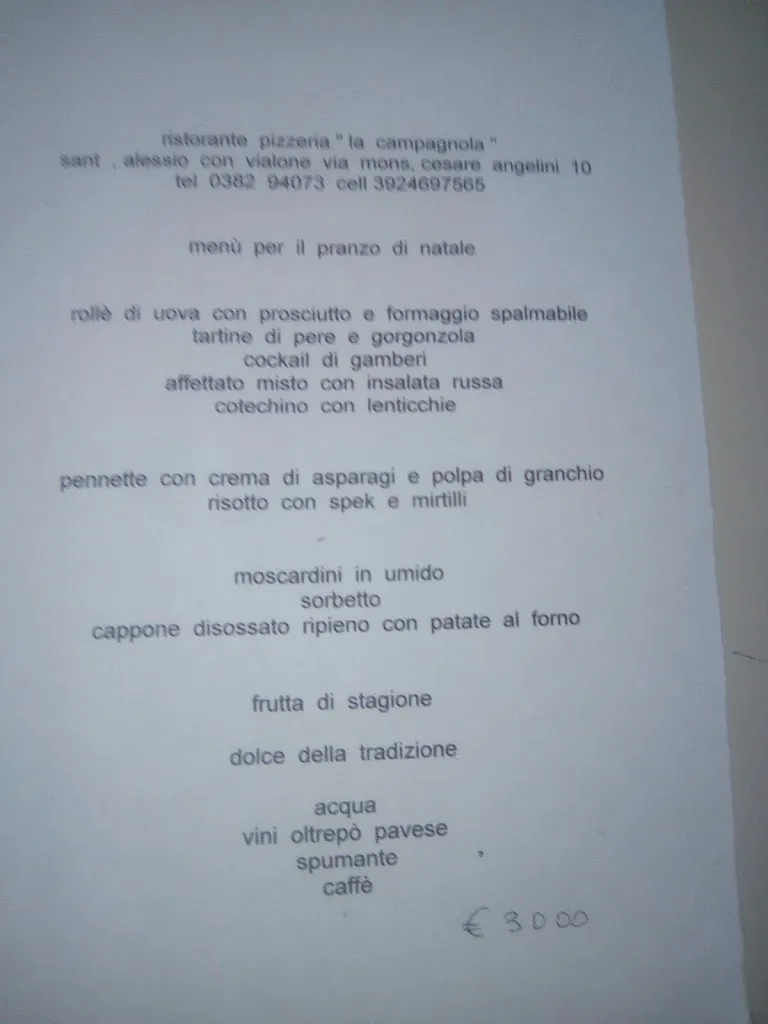 ristorante pizzeria " la campagnola "
sant , alessio con vialone via mons, cesare angelini 10
tel 0382 94073 cell 3924697565
menù per il pranzo di natale
rollè di uova con prosciutto e formaggio spalmabile
tartine di pere e gorgonzola
cockail di gamberi
affettato misto con insalata russa
cotechino con lenticchie
pennette con crema di asparagi e polpa di granchio
risotto con spek e mirtilli
moscardini in umido
sorbetto
cappone disossato ripieno con patate al forno
frutta di stagione
dolce della tradizione
acqua
vini oltrepò pavese
spumante
caffè
€ 30 00